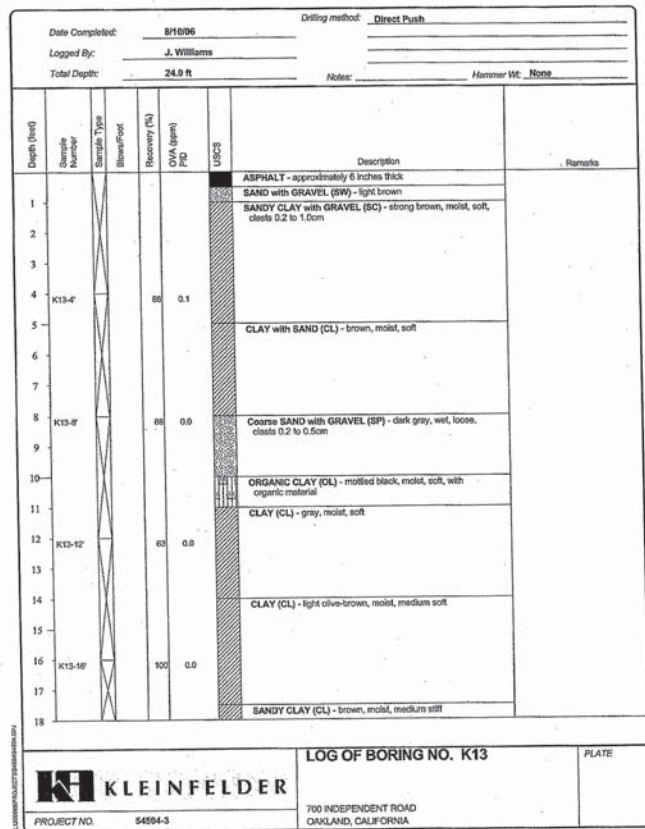 Drilling method: Direct Push
Date Completed: 8/10/06
Logged By: J. Williams
Total Depth: 24.0 ft
Notes:
Hammer Wt: None
Depth (feet)
Sample Number
Sample Type
Blows/Foot
Recovery (%)
OVA (ppm) PID
USCS
Description
Remarks
ASPHALT - approximately 6 inches thick
SAND with GRAVEL (SW) - light brown
1
SANDY CLAY with GRAVEL (SC) - strong brown, moist, soft,
clasts 0.2 to 1.0cm
2
3
4 K13-4' 0.1
5
CLAY with SAND (CL) - brown, moist, soft
6
7
8 K13-8' 88 0.0
Coarse SAND with GRAVEL (SP) - dark gray, wet, loose,
clasts 0.2 to 0.5cm
9
10
ORGANIC CLAY (OL) - mottled black, moist, soft, with
organic material
11
CLAY (CL) - gray, moist, soft
12 K13-12' 63 0.0
13
14
CLAY (CL) - light olive-brown, moist, medium soft
15
16 K13-16' 100 0.0
17
SANDY CLAY (CL) - brown, moist, medium stiff
18
KLEINFELDER
PROJECT NO. 54504-3
LOG OF BORING NO. K13
700 INDEPENDENT ROAD
OAKLAND, CALIFORNIA
PLATE